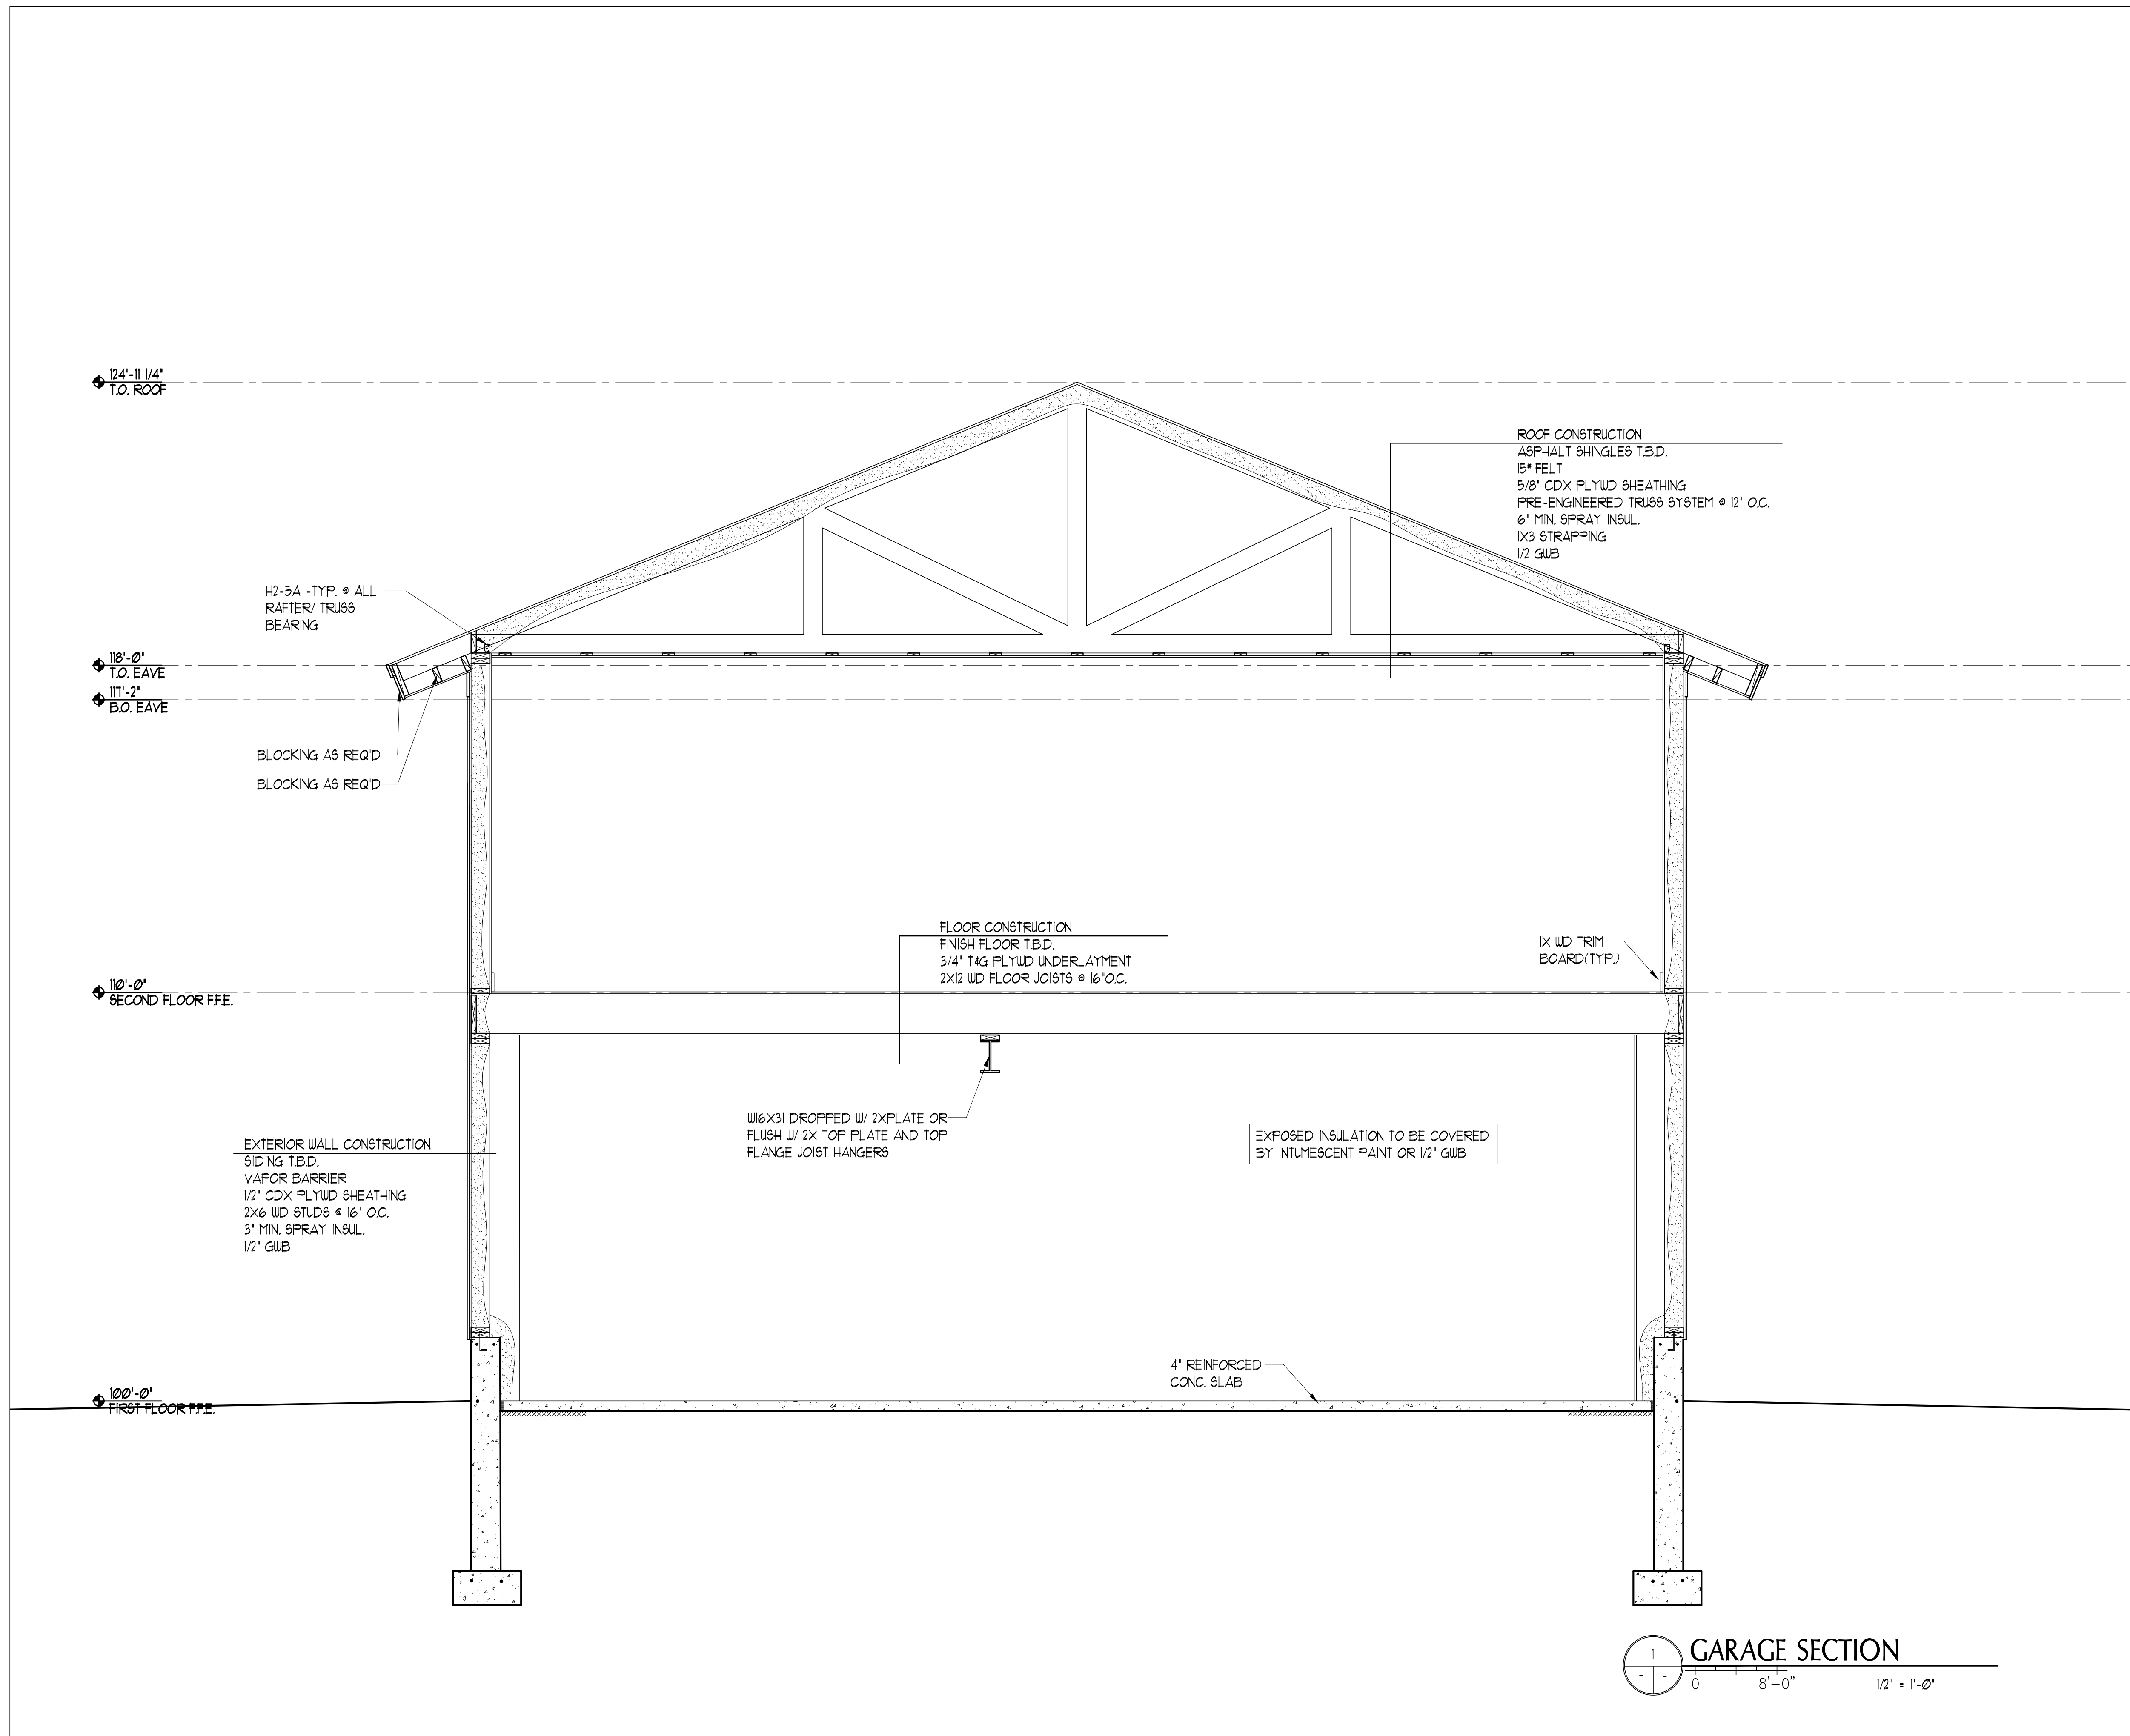 124'-11 1/4"
T.O. ROOF
ROOF CONSTRUCTION
ASPHALT SHINGLES T.B.D.
15# FELT
5/8" CDX PLYWD SHEATHING
PRE-ENGINEERED TRUSS SYSTEM @ 12" O.C.
6" MIN. SPRAY INSUL.
1X3 STRAPPING
1/2 GWB
H2-5A -TYP. @ ALL
RAFTER/ TRUSS
BEARING
118'-0"
T.O. EAVE
117'-2"
B.O. EAVE
BLOCKING AS REQ'D
BLOCKING AS REQ'D
FLOOR CONSTRUCTION
FINISH FLOOR T.B.D.
3/4" T&G PLYWD UNDERLAYMENT
2X12 WD FLOOR JOISTS @ 16"O.C.
1X WD TRIM
BOARD(TYP.)
110'-0"
SECOND FLOOR F.F.E.
W16X31 DROPPED W/ 2XPLATE OR
FLUSH W/ 2X TOP PLATE AND TOP
FLANGE JOIST HANGERS
EXPOSED INSULATION TO BE COVERED
BY INTUMESCENT PAINT OR 1/2" GWB
EXTERIOR WALL CONSTRUCTION
SIDING T.B.D.
VAPOR BARRIER
1/2" CDX PLYWD SHEATHING
2X6 WD STUDS @ 16" O.C.
3" MIN. SPRAY INSUL.
1/2" GWB
4" REINFORCED
CONC. SLAB
100'-0"
FIRST FLOOR F.F.E.
1
- -
GARAGE SECTION
0 8'-0"
1/2" = 1'-0"